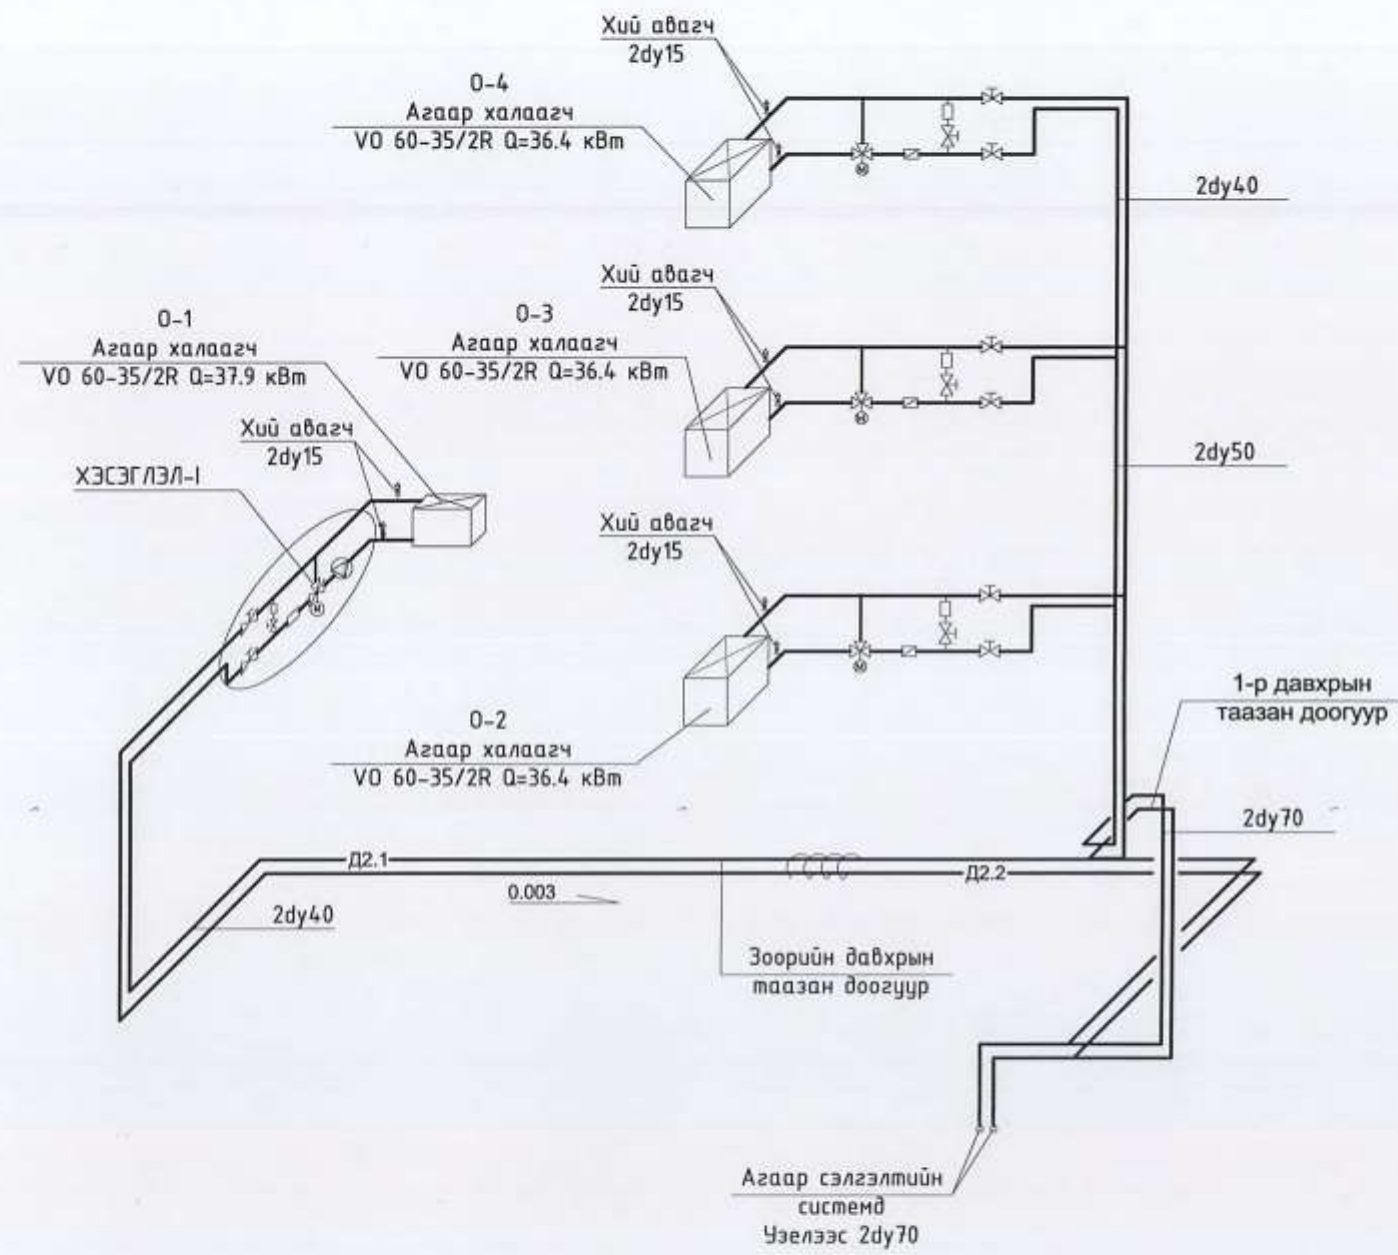 Хий авагч
2dy15
О-4
Агаар халаагч
VO 60-35/2R Q=36.4 кВт
М
2dy40
Хий авагч
2dy15
О-3
Агаар халаагч
VO 60-35/2R Q=36.4 кВт
М
2dy50
О-1
Агаар халаагч
VO 60-35/2R Q=37.9 кВт
Хий авагч
2dy15
ХЭСЭГЛЭЛ-I
М
Хий авагч
2dy15
М
О-2
Агаар халаагч
VO 60-35/2R Q=36.4 кВт
1-р давхрын
таазан доогуур
2dy70
Д2.1
Д2.2
0.003
2dy40
Зоорийн давхрын
таазан доогуур
Агаар сэлгэлтийн
системд
Узелээс 2dy70